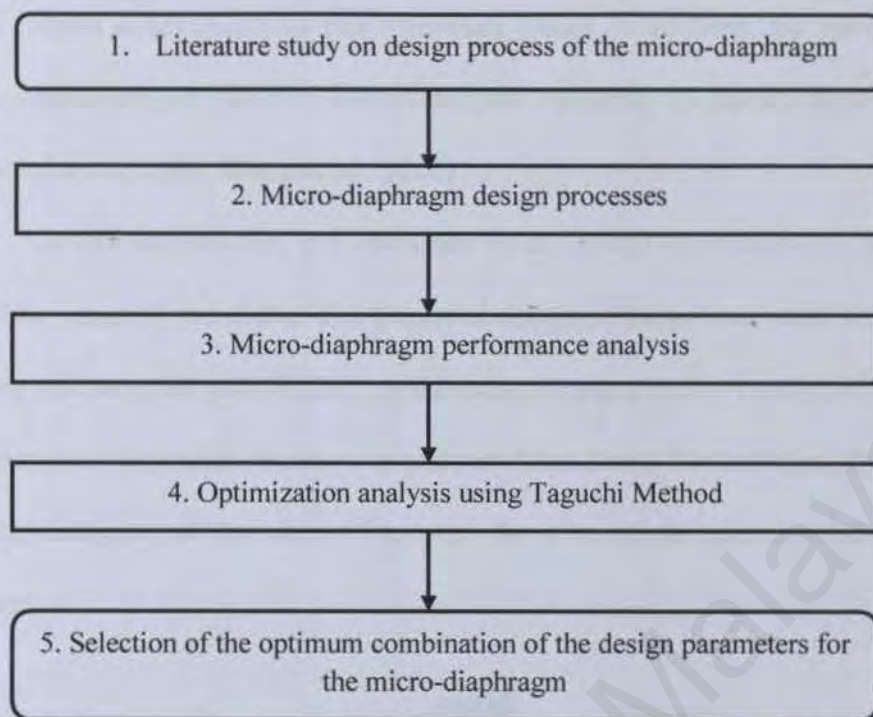 1. Literature study on design process of the micro-diaphragm
2. Micro-diaphragm design processes
3. Micro-diaphragm performance analysis
4. Optimization analysis using Taguchi Method
5. Selection of the optimum combination of the design parameters for
the micro-diaphragm